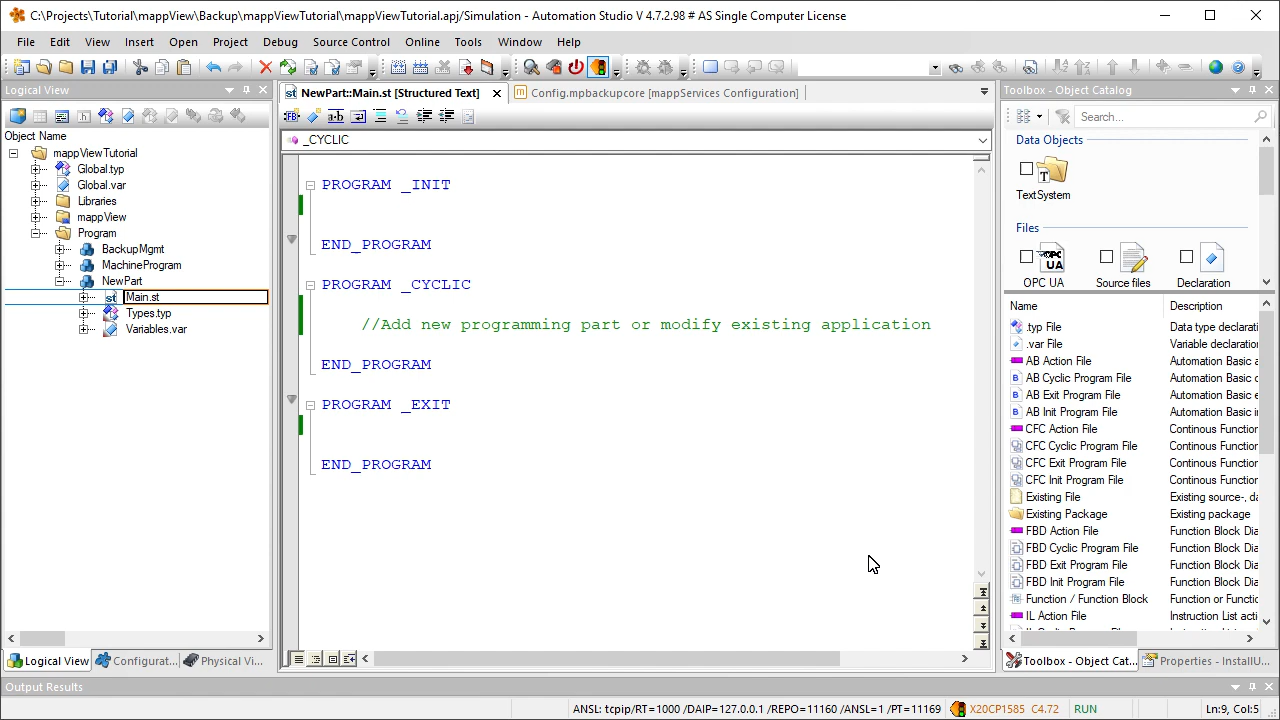 C:\Projects\Tutorial\mappView\Backup\mappViewTutorial\mappViewTutorial.apj/Simulation - Automation Studio V 4.7.2.98 # AS Single Computer License
File Edit View Insert Open Project Debug Source Control Online Tools Window Help
Logical View
NewPart::Main.st [Structured Text]
Config.mpbackupcore [mappServices Configuration]
Toolbox - Object Catalog
Search...
Object Name
_CYCLIC
mappViewTutorial
Global.typ
Global.var
Libraries
mappView
Program
BackupMgmt
MachineProgram
NewPart
Main.st
Types.typ
Variables.var
PROGRAM _INIT
END_PROGRAM
PROGRAM _CYCLIC
//Add new programming part or modify existing application
END_PROGRAM
PROGRAM _EXIT
END_PROGRAM
Data Objects
TextSystem
Files
OPC UA
Source files
Declaration
Name Description
.typ File Data type declarati
.var File Variable declaration
AB Action File Automation Basic a
AB Cyclic Program File Automation Basic c
AB Exit Program File Automation Basic e
AB Init Program File Automation Basic in
CFC Action File Continous Function
CFC Cyclic Program File Continous Function
CFC Exit Program File Continous Function
CFC Init Program File Continous Function
Existing File Existing source-, da
Existing Package Existing package
FBD Action File Function Block Dia
FBD Cyclic Program File Function Block Dia
FBD Exit Program File Function Block Dia
FBD Init Program File Function Block Dia
Function / Function Block Function or Function
IL Action File Instruction List actio
Logical View Configurat... Physical Vi...
Toolbox - Object Cat... Properties - InstallU...
Output Results
ANSL: tcpip/RT=1000 /DAIP=127.0.0.1 /REPO=11160 /ANSL=1 /PT=11169 X20CP1585 C4.72 RUN Ln:9, Col:5